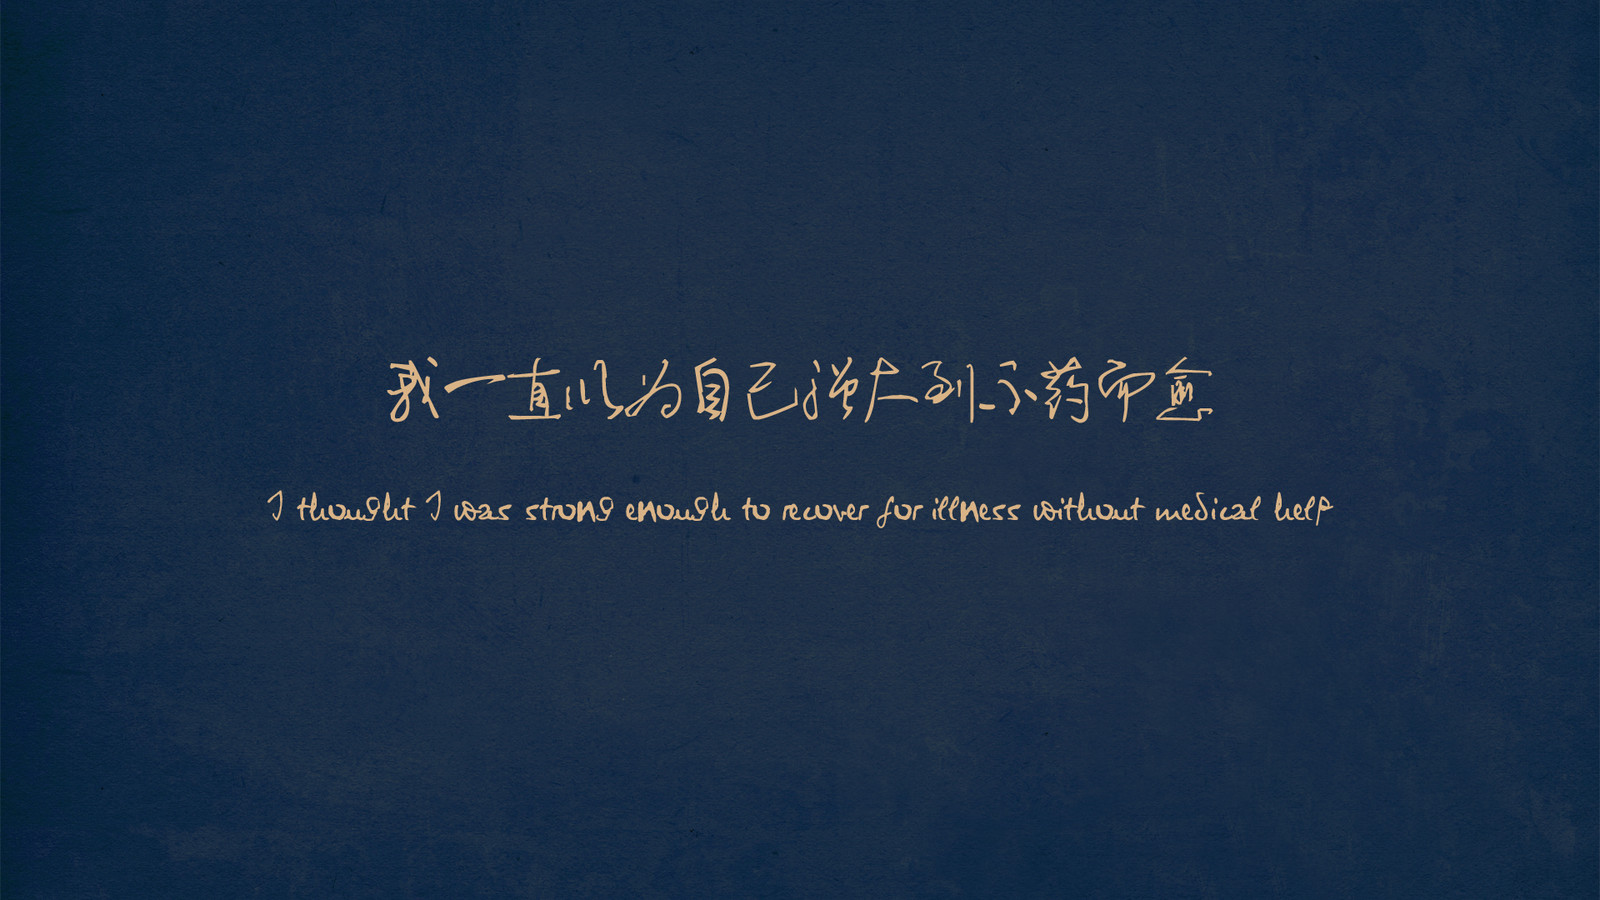 我一直以为自己强大到不药而愈
I thought I was strong enough to recover for illness without medical help